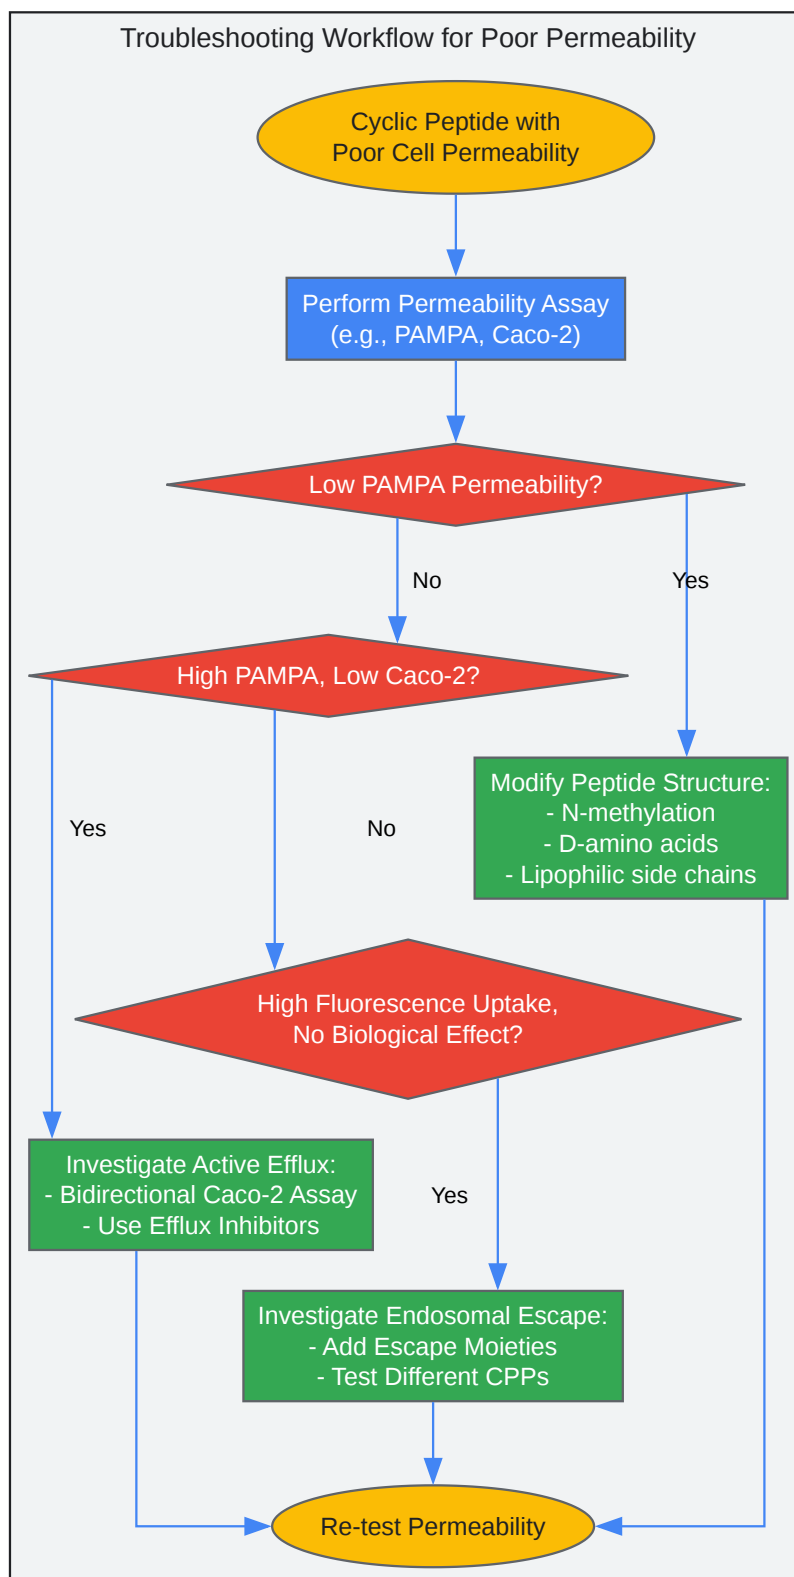 Troubleshooting Workflow for Poor Permeability
Cyclic Peptide with
Poor Cell Permeability
Perform Permeability Assay
(e.g., PAMPA, Caco-2)
Low PAMPA Permeability?
No
Yes
High PAMPA, Low Caco-2?
Modify Peptide Structure:
- N-methylation
- D-amino acids
- Lipophilic side chains
Yes
No
High Fluorescence Uptake,
No Biological Effect?
Investigate Active Efflux:
- Bidirectional Caco-2 Assay
- Use Efflux Inhibitors
Yes
Investigate Endosomal Escape:
- Add Escape Moieties
- Test Different CPPs
Re-test Permeability